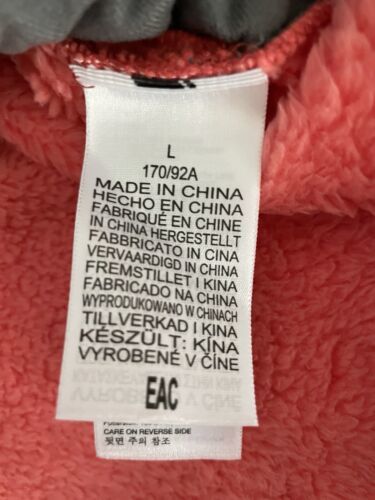 L
170/92A
MADE IN CHINA
HECHO EN CHINA
FABRIQUÉ EN CHINE
IN CHINA HERGESTELLT
FABBRICATO IN CINA
VERVAARDIGD IN CHINA
FREMSTILLET I KINA
FABRICADO NA CHINA
WYPRODUKOWANO W CHINACH
TILLVERKAD I KINA
KÉSZÜLT: KÍNA
VYROBENÉ V ČÍNE
EAC
CARE ON REVERSE SIDE
뒷면 주의 참조